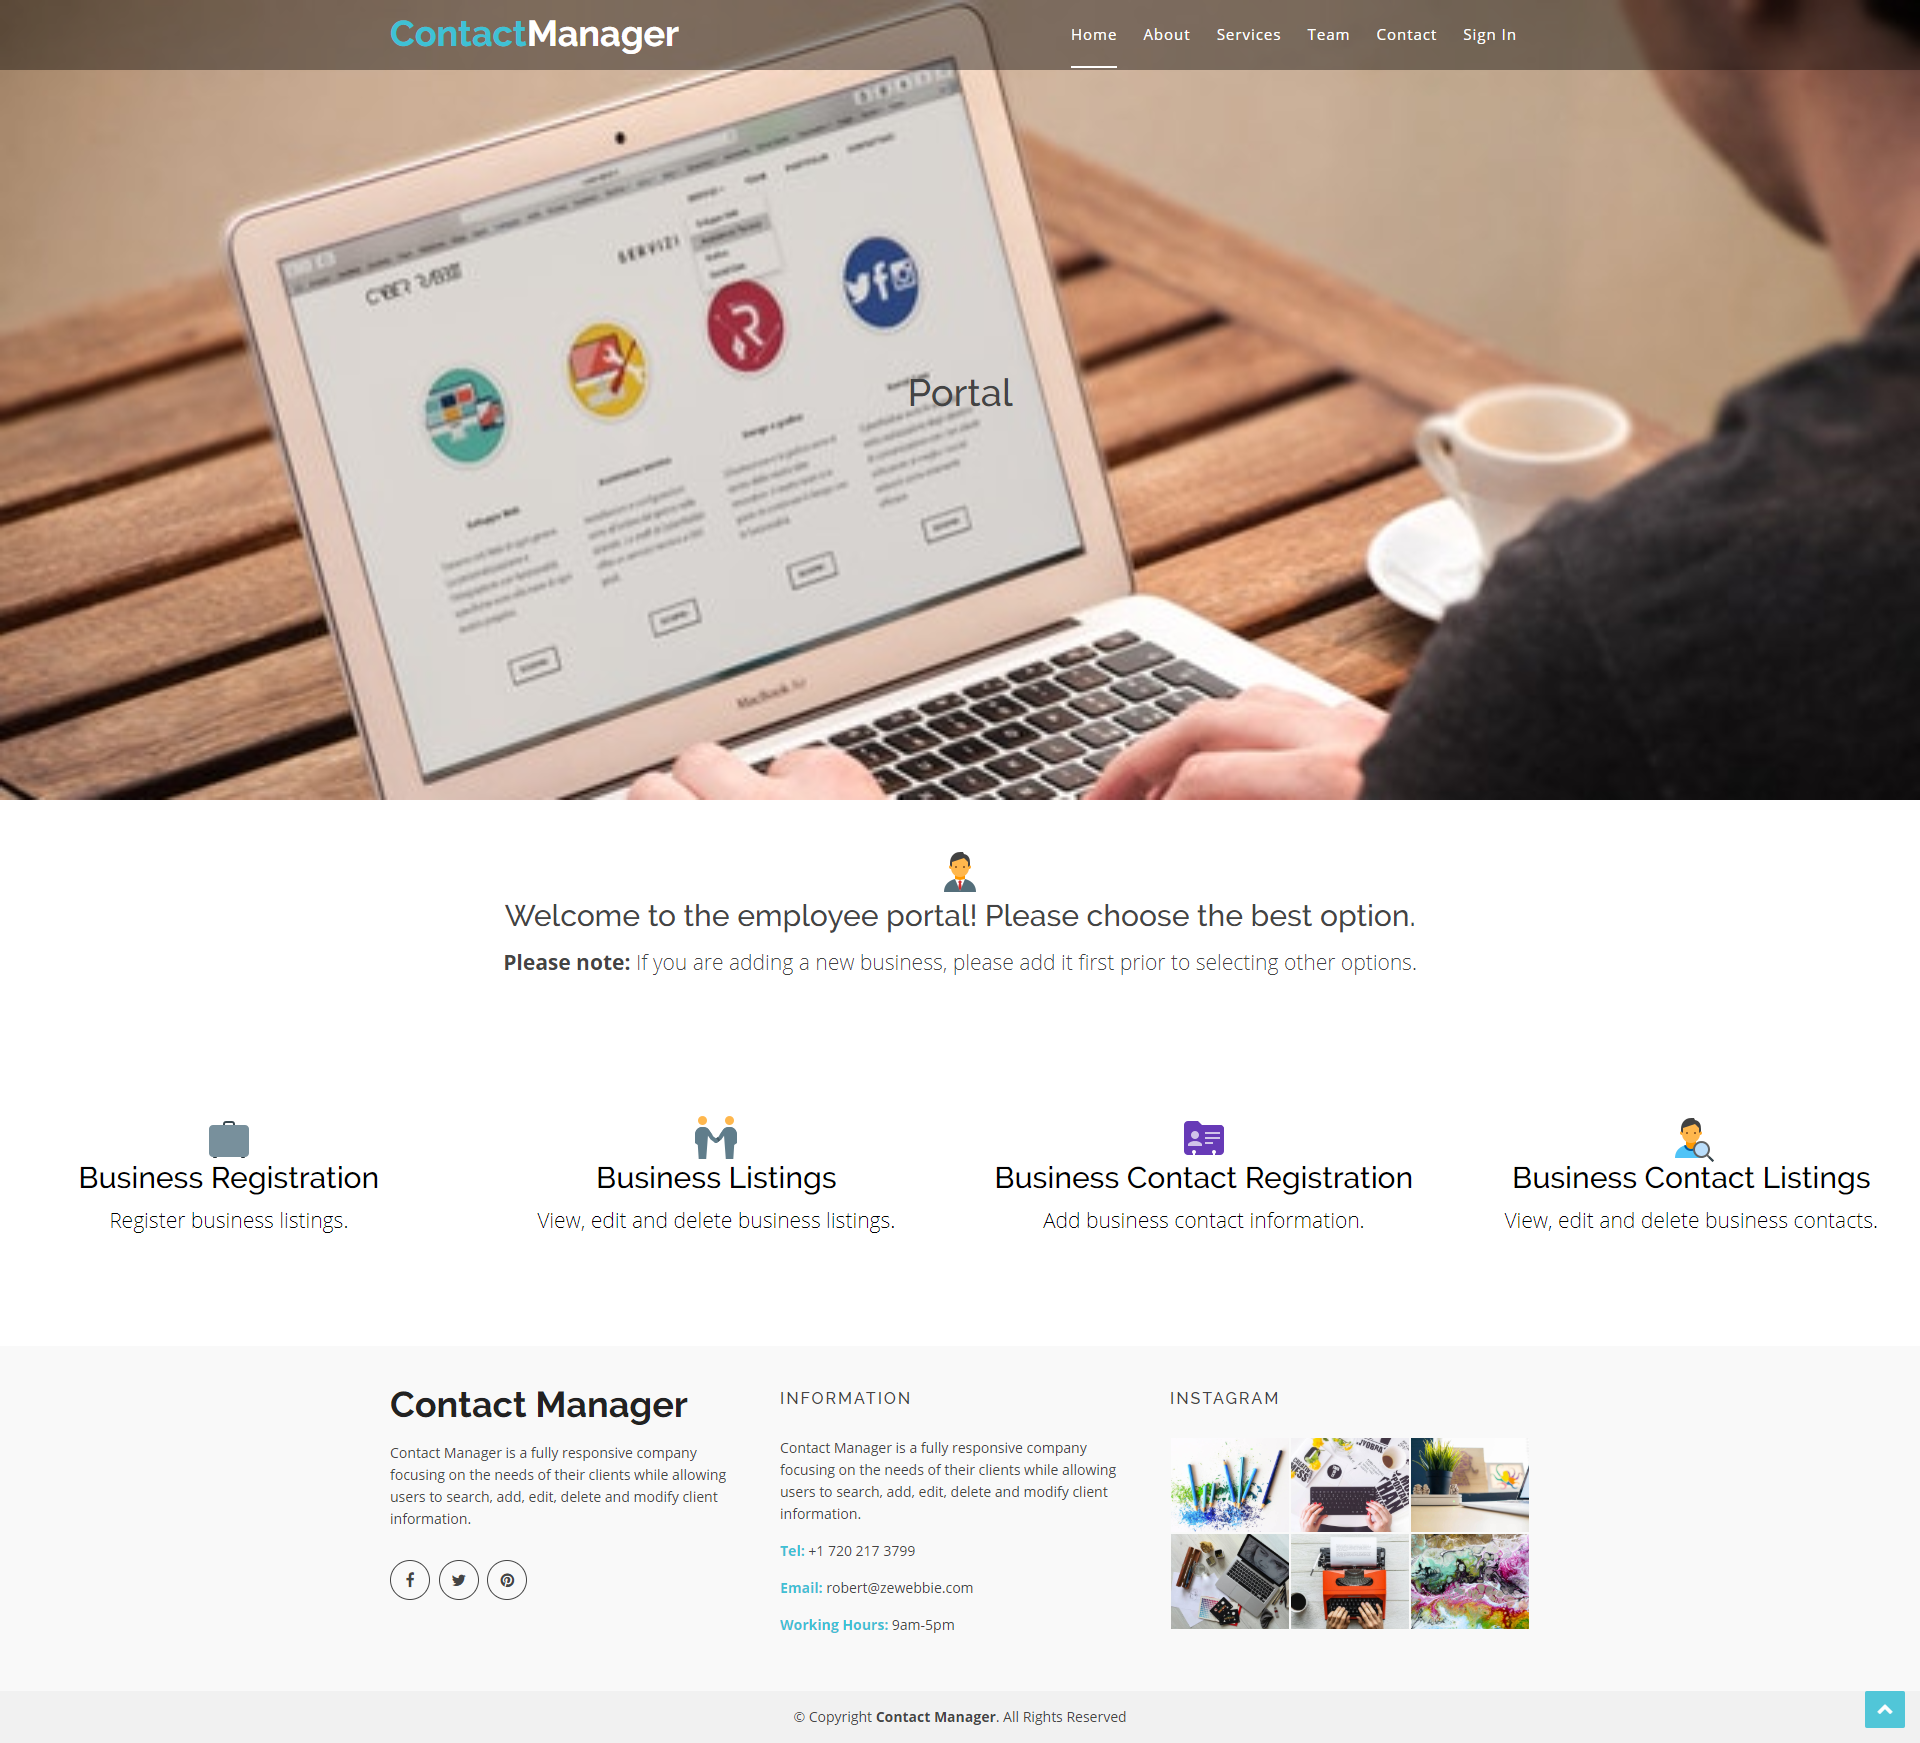 ContactManager
Home About Services Team Contact Sign In
SERVIZI
Portal
MacBook Air
Welcome to the employee portal! Please choose the best option.
Please note: If you are adding a new business, please add it first prior to selecting other options.
Business Registration
Register business listings.
Business Listings
View, edit and delete business listings.
Business Contact Registration
Add business contact information.
Business Contact Listings
View, edit and delete business contacts.
Contact Manager
Contact Manager is a fully responsive company
focusing on the needs of their clients while allowing
users to search, add, edit, delete and modify client
information.
INFORMATION
Contact Manager is a fully responsive company
focusing on the needs of their clients while allowing
users to search, add, edit, delete and modify client
information.
Tel: +1 720 217 3799
Email: robert@zewebbie.com
Working Hours: 9am-5pm
INSTAGRAM
© Copyright Contact Manager. All Rights Reserved